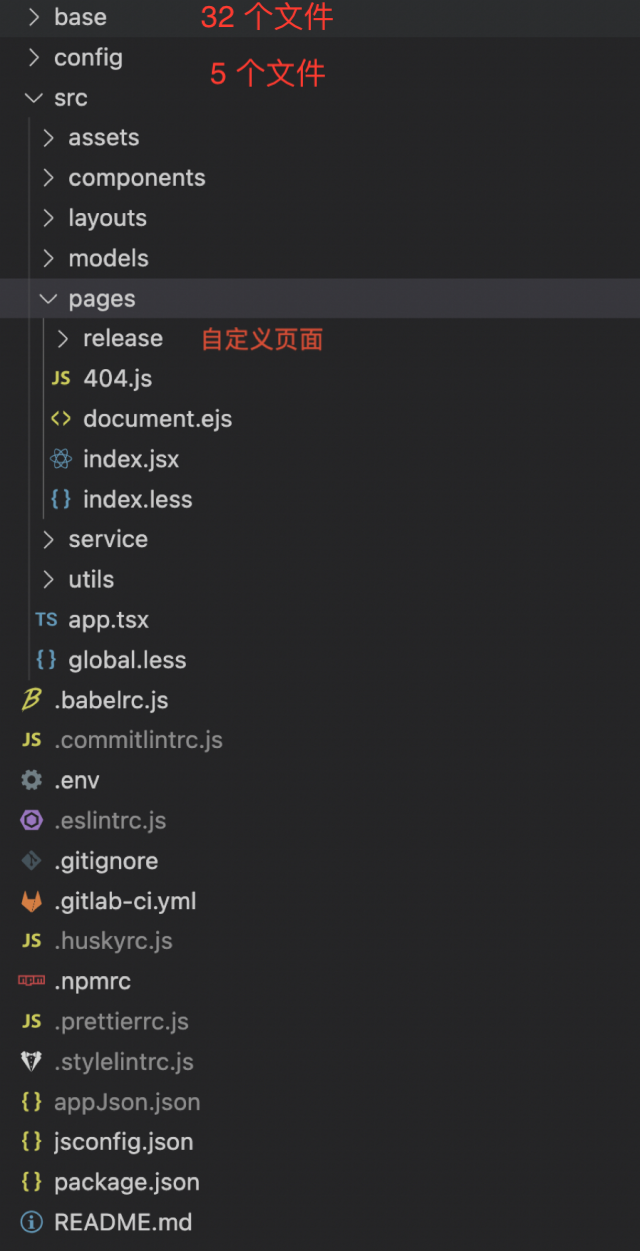 base 32 个文件
config 5 个文件
src
assets
components
layouts
models
pages
release 自定义页面
JS 404.js
<> document.ejs
index.jsx
{} index.less
service
utils
TS app.tsx
{} global.less
.babelrc.js
JS .commitlintrc.js
.env
.eslintrc.js
.gitignore
.gitlab-ci.yml
JS .huskyrc.js
.npmrc
JS .prettierrc.js
.stylelintrc.js
{} appJson.json
{} jsconfig.json
{} package.json
README.md